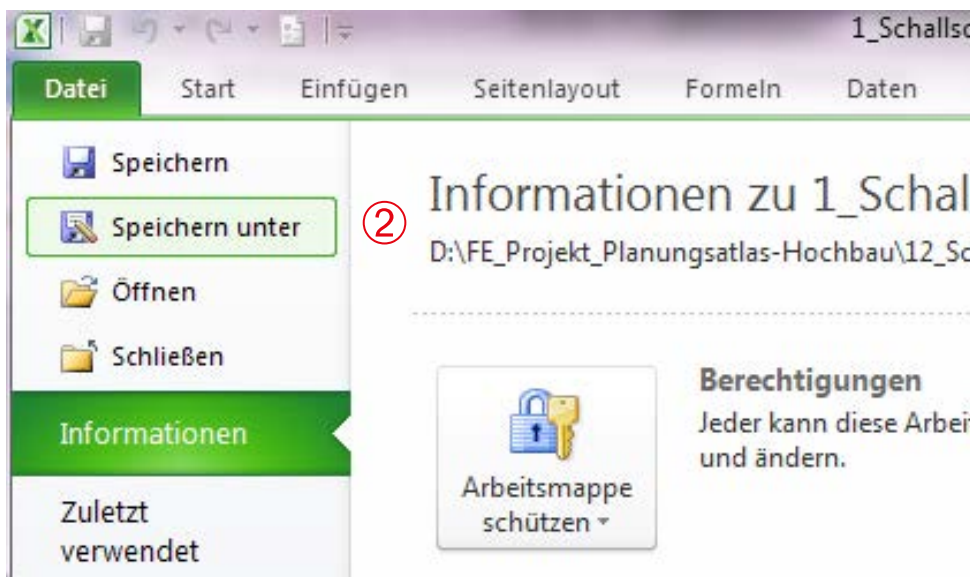 1_Schallsc
Datei Start Einfügen Seitenlayout Formeln Daten
Speichern
Speichern unter
②
Öffnen
Schließen
Informationen
Zuletzt
verwendet
Informationen zu 1_Schall
D:\FE_Projekt_Planungsatlas-Hochbau\12_Sc
Arbeitsmappe
schützen
Berechtigungen
Jeder kann diese Arbeit
und ändern.